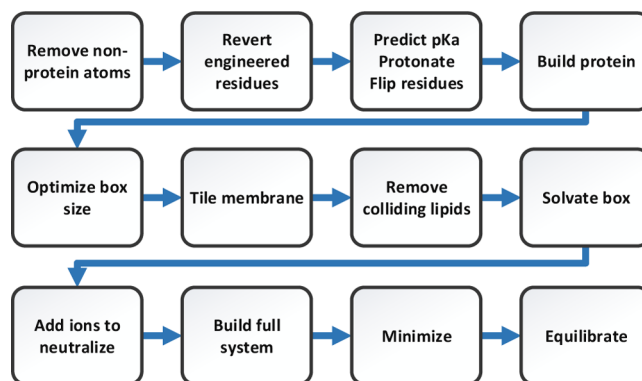 Remove non-
protein atoms
Revert
engineered
residues
Predict pKa
Protonate
Flip residues
Build protein
Optimize box
size
Tile membrane
Remove
colliding lipids
Solvate box
Add ions to
neutralize
Build full
system
Minimize
Equilibrate